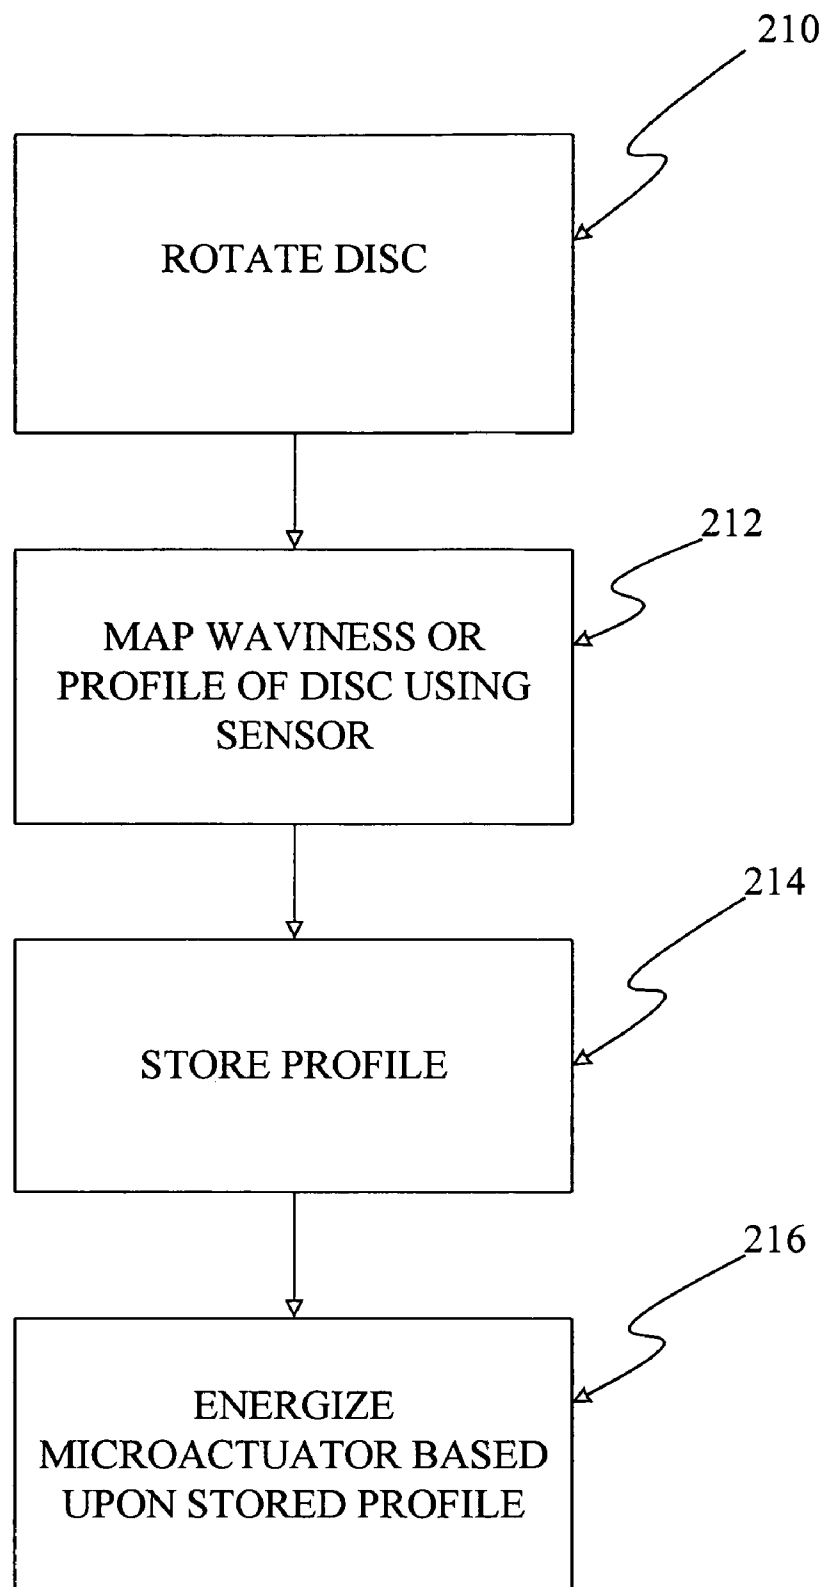 210
ROTATE DISC
212
MAP WAVINESS OR
PROFILE OF DISC USING
SENSOR
214
STORE PROFILE
216
ENERGIZE
MICROACTUATOR BASED
UPON STORED PROFILE